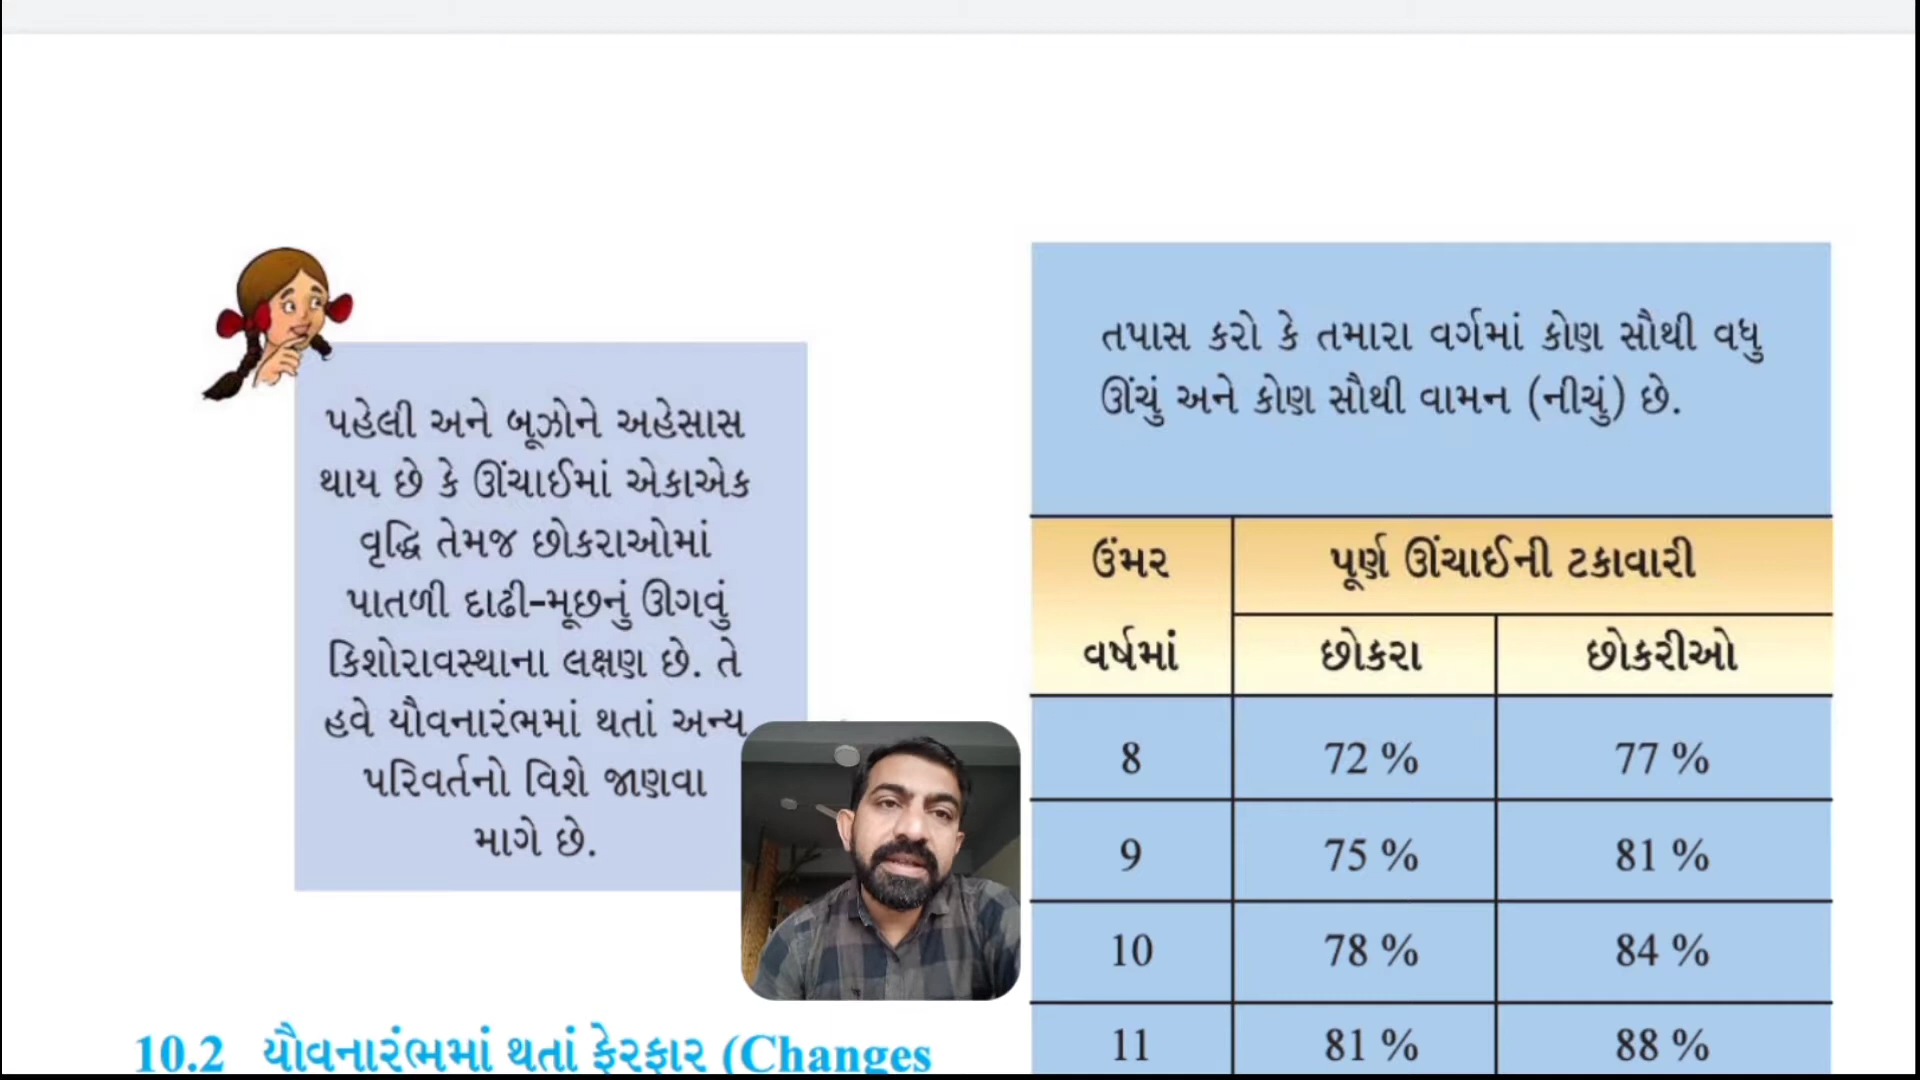 પહેલી અને બૂઝોને અહેસાસ
થાય છે કે ઊંચાઈમાં એકાએક
વૃદ્ધિ તેમજ છોકરાઓમાં
પાતળી દાઢી-મૂછનું ઊગવું
કિશોરાવસ્થાના લક્ષણ છે. તે
હવે યૌવનારંભમાં થતાં અન્ય
પરિવર્તનો વિશે જાણવા
માગે છે.
10.2 યૌવનારંભમાં થતાં ફેરફાર (Changes
તપાસ કરો કે તમારા વર્ગમાં કોણ સૌથી વધુ
ઊંચું અને કોણ સૌથી વામન (નીચું) છે.
ઉંમર પૂર્ણ ઊંચાઈની ટકાવારી
વર્ષમાં છોકરા છોકરીઓ
8 72 % 77 %
9 75 % 81 %
10 78 % 84 %
11 81 % 88 %